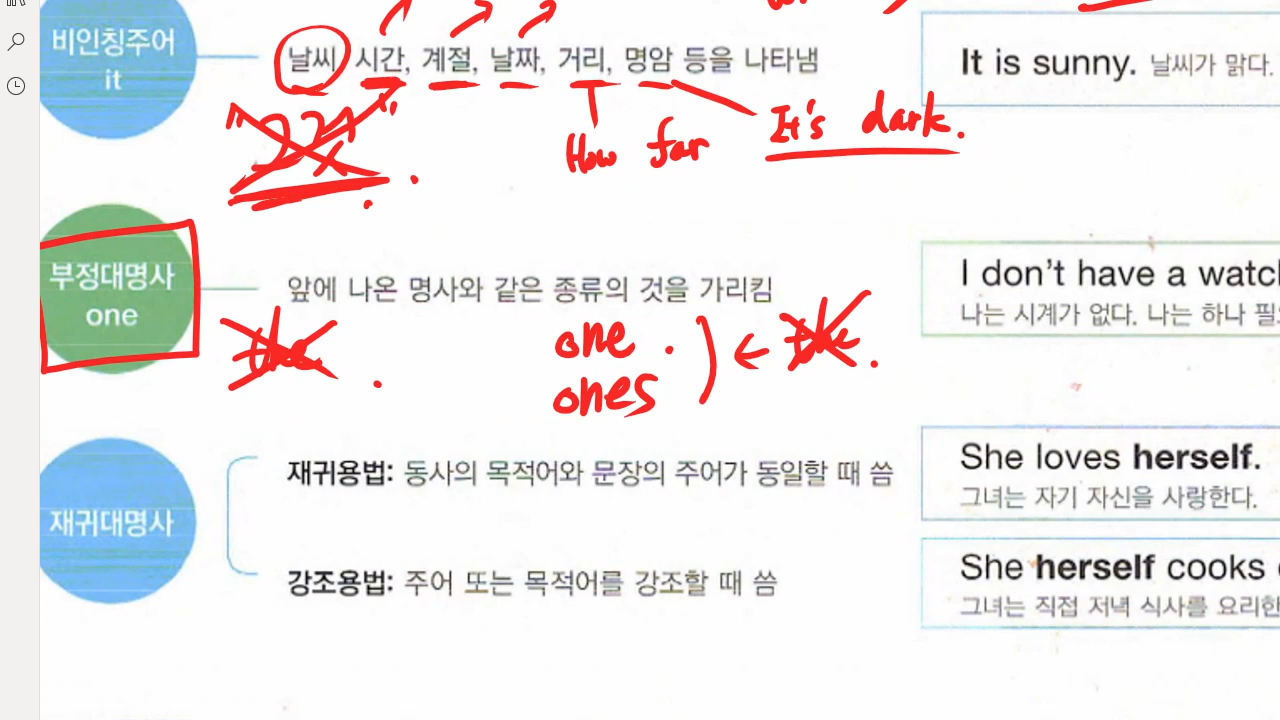 비인칭주어
it
날씨 시간, 계절, 날짜, 거리, 명암 등을 나타냄
It is sunny. 날씨가 맑다.
How far
It's dark.
부정대명사
one
앞에 나온 명사와 같은 종류의 것을 가리킴
I don't have a watch
나는 시계가 없다. 나는 하나
the
one.
ones
the.
재귀대명사
재귀용법: 동사의 목적어와 문장의 주어가 동일할 때 씀
She loves herself.
그녀는 자기 자신을 사랑한다.
강조용법: 주어 또는 목적어를 강조할 때 씀
She herself cooks
그녀는 직접 저녁 식사를